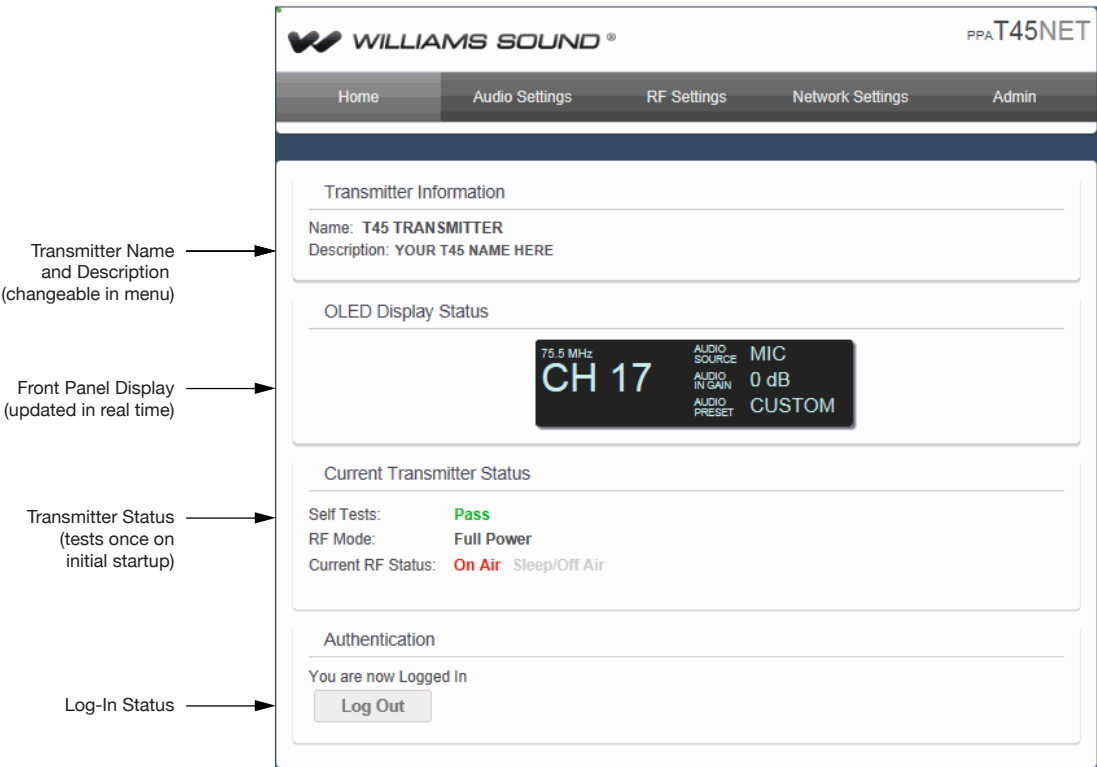 WILLIAMS SOUND ®
PPA T45NET
Home Audio Settings RF Settings Network Settings Admin
Transmitter Information
Name: T45 TRANSMITTER
Description: YOUR T45 NAME HERE
Transmitter Name
and Description
(changeable in menu)
OLED Display Status
75.5 MHz
CH 17
AUDIO SOURCE MIC
AUDIO IN GAIN 0 dB
AUDIO PRESET CUSTOM
Front Panel Display
(updated in real time)
Current Transmitter Status
Self Tests: Pass
RF Mode: Full Power
Current RF Status: On Air Sleep/Off Air
Transmitter Status
(tests once on
initial startup)
Authentication
You are now Logged In
Log Out
Log-In Status